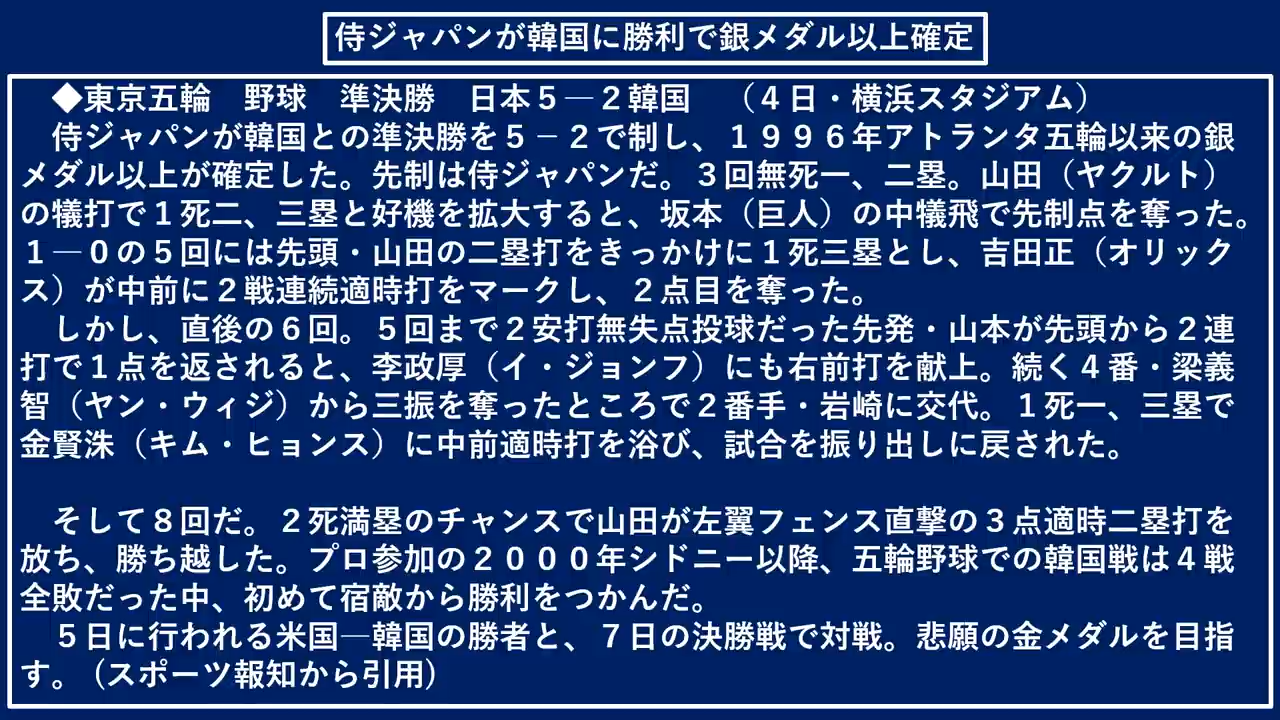 侍ジャパンが韓国に勝利で銀メダル以上確定
◆東京五輪　野球　準決勝　日本５―２韓国　（４日・横浜スタジアム）
侍ジャパンが韓国との準決勝を５－２で制し、１９９６年アトランタ五輪以来の銀
メダル以上が確定した。先制は侍ジャパンだ。３回無死一、二塁。山田（ヤクルト）
の犠打で１死二、三塁と好機を拡大すると、坂本（巨人）の中犠飛で先制点を奪った。
１―０の５回には先頭・山田の二塁打をきっかけに１死三塁とし、吉田正（オリック
ス）が中前に２戦連続適時打をマークし、２点目を奪った。
しかし、直後の６回。５回まで２安打無失点投球だった先発・山本が先頭から２連
打で１点を返されると、李政厚（イ・ジョンフ）にも右前打を献上。続く４番・梁義
智（ヤン・ウィジ）から三振を奪ったところで２番手・岩崎に交代。１死一、三塁で
金賢洙（キム・ヒョンス）に中前適時打を浴び、試合を振り出しに戻された。
そして８回だ。２死満塁のチャンスで山田が左翼フェンス直撃の３点適時二塁打を
放ち、勝ち越した。プロ参加の２０００年シドニー以降、五輪野球での韓国戦は４戦
全敗だった中、初めて宿敵から勝利をつかんだ。
５日に行われる米国―韓国の勝者と、７日の決勝戦で対戦。悲願の金メダルを目指
す。（スポーツ報知から引用）